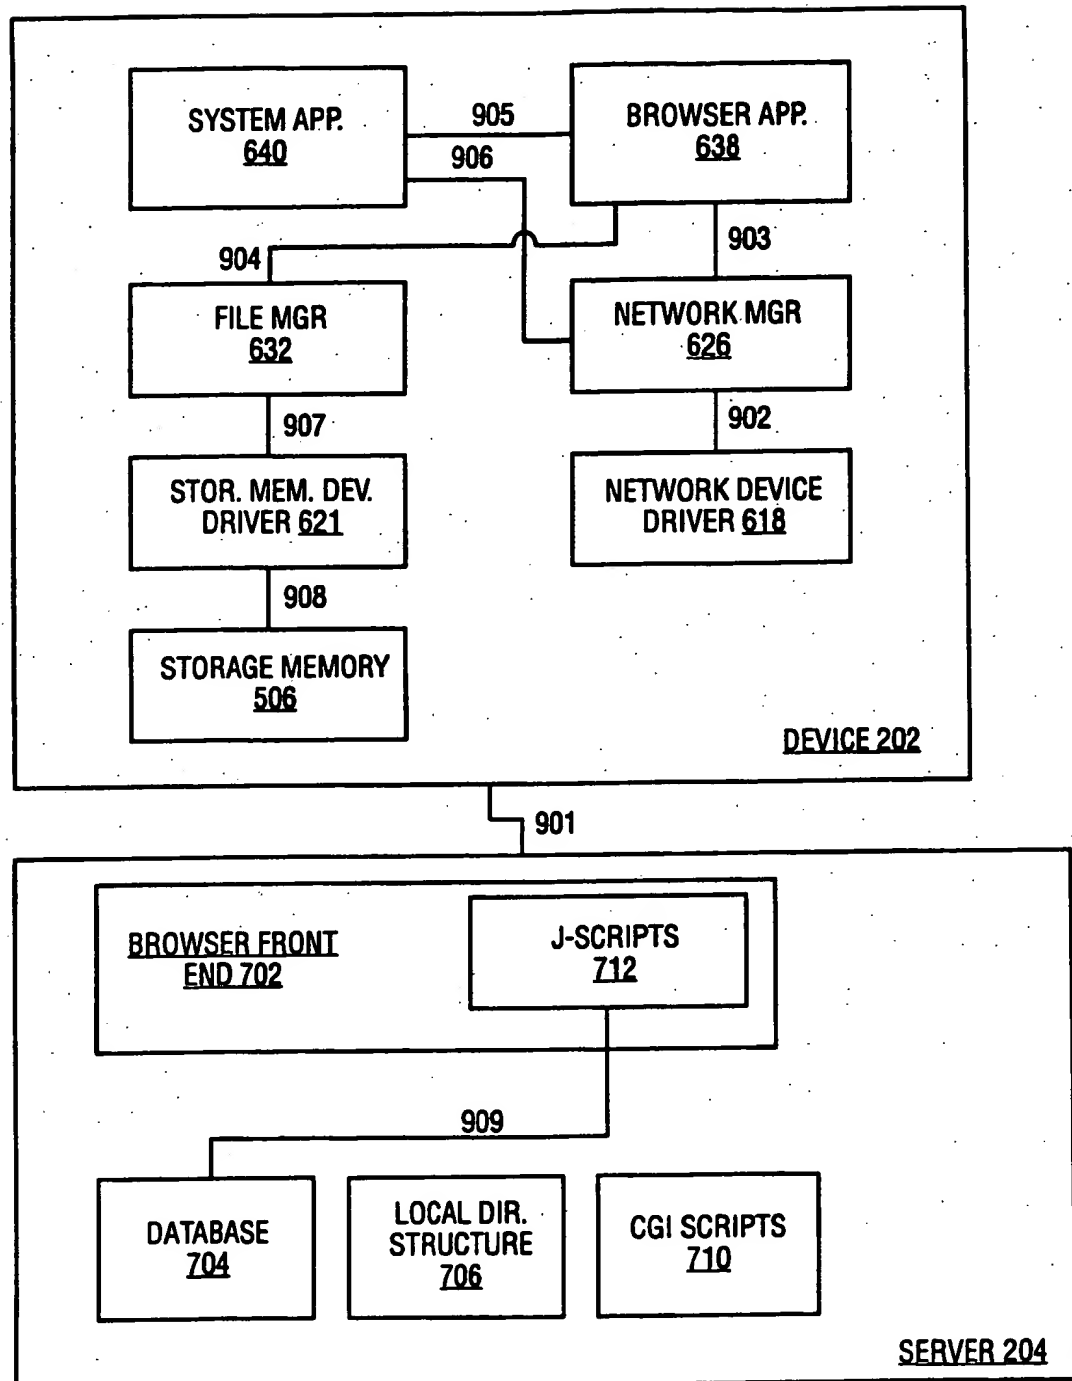 SYSTEM APP.
640
905
906
BROWSER APP.
638
904
903
FILE MGR
632
NETWORK MGR
626
907
902
STOR. MEM. DEV.
DRIVER 621
NETWORK DEVICE
DRIVER 618
908
STORAGE MEMORY
506
DEVICE 202
901
BROWSER FRONT
END 702
J-SCRIPTS
712
909
DATABASE
704
LOCAL DIR.
STRUCTURE
706
CGI SCRIPTS
710
SERVER 204